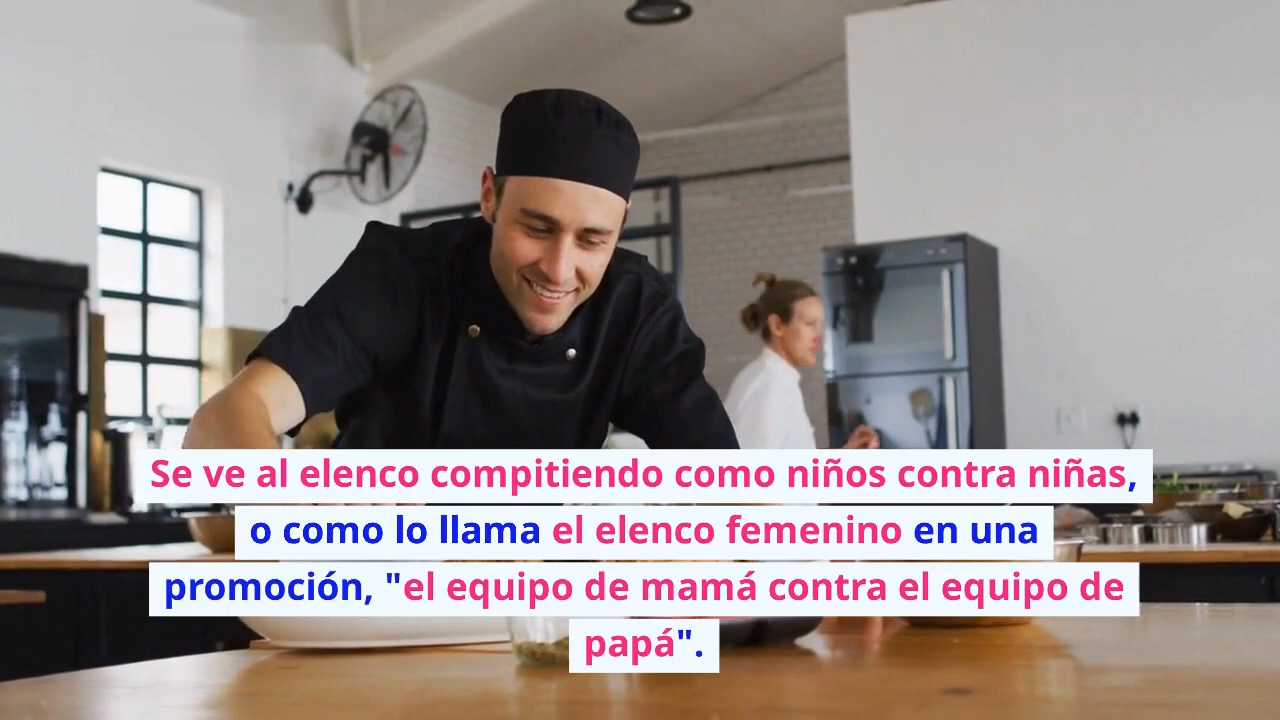 Se ve al elenco compitiendo como niños contra niñas,
o como lo llama el elenco femenino en una
promoción, "el equipo de mamá contra el equipo de
papá".